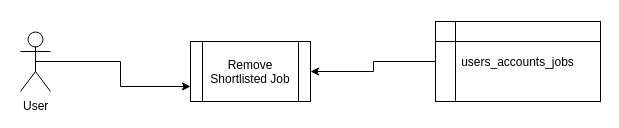 Remove
Shortlisted Job
users_accounts_jobs
User